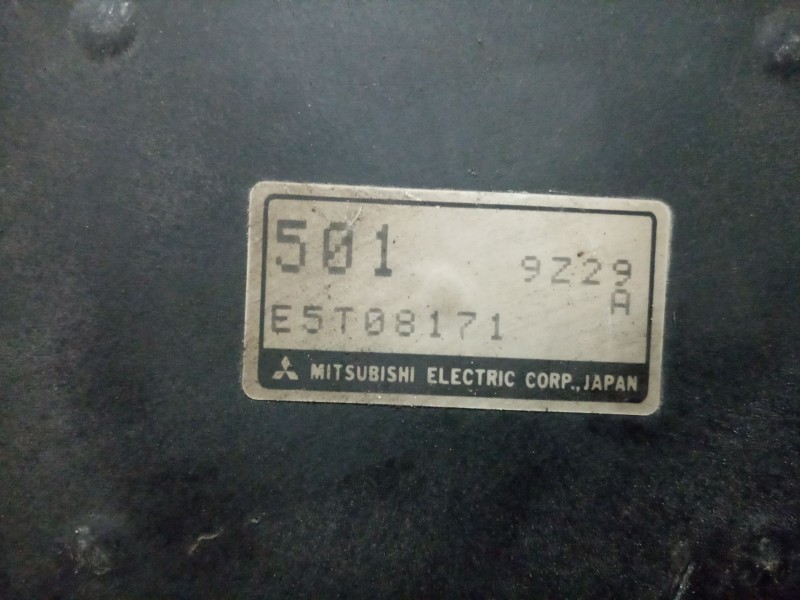 501
9Z29
A
E5T08171
MITSUBISHI ELECTRIC CORP., JAPAN